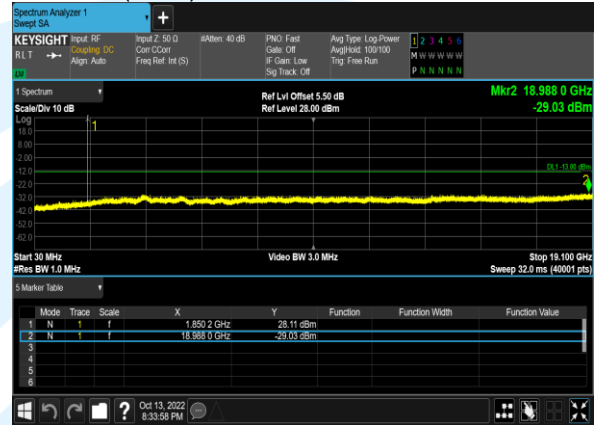 Spectrum Analyzer 1
Swept SA
+
KEYSIGHT Input: RF Input Z: 50 Ω #Atten: 40 dB PNO: Fast Avg Type: Log-Power 1 2 3 4 5 6
RLT Coupling: DC Corr CCorr Gate: Off Avg|Hold: 100/100 M W W W W W
Align: Auto Freq Ref: Int (S) IF Gain: Low Trig: Free Run
Sig Track: Off P N N N N N
1 Spectrum Ref Lvl Offset 5.50 dB Mkr2 18.988 0 GHz
Scale/Div 10 dB Ref Level 28.00 dBm -29.03 dBm
Log
1
18.0
8.00
-2.00
-12.0
DL1 -13.00 dBm
-22.0
2
-32.0
-42.0
-52.0
-62.0
Start 30 MHz Video BW 3.0 MHz Stop 19.100 GHz
#Res BW 1.0 MHz Sweep 32.0 ms (40001 pts)
5 Marker Table
Mode Trace Scale X Y Function Function Width Function Value
1 N 1 f 1.850 2 GHz 28.11 dBm
2 N 1 f 18.988 0 GHz -29.03 dBm
3
4
5
6
? Oct 13, 2022
8:33:58 PM